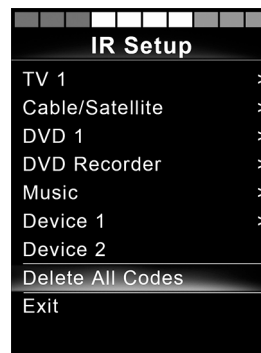 IR Setup
TV 1 >
Cable/Satellite >
DVD 1 >
DVD Recorder >
Music >
Device 1 >
Device 2
Delete All Codes
Exit